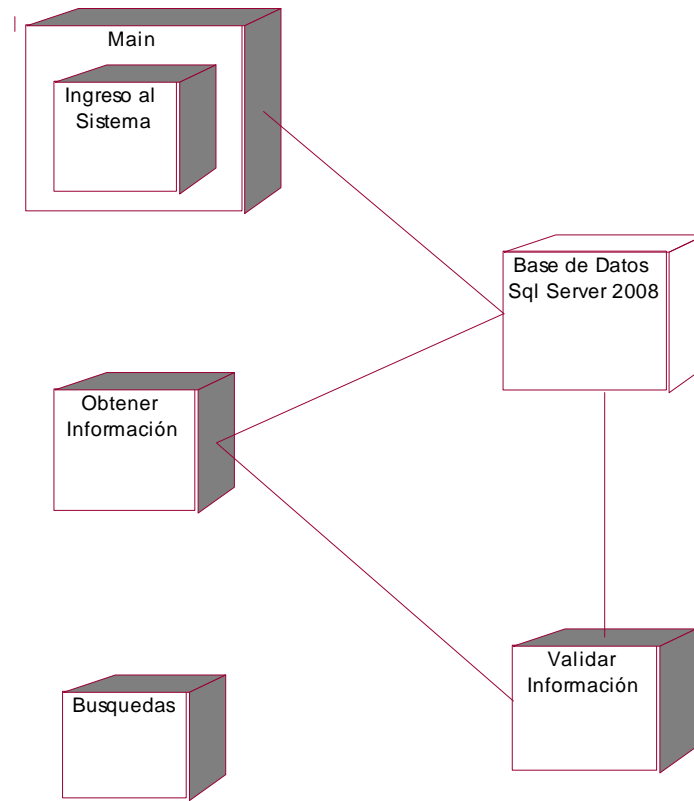 Main
Ingreso al
Sistema
Base de Datos
Sql Server 2008
Obtener
Información
Validar
Información
Busquedas